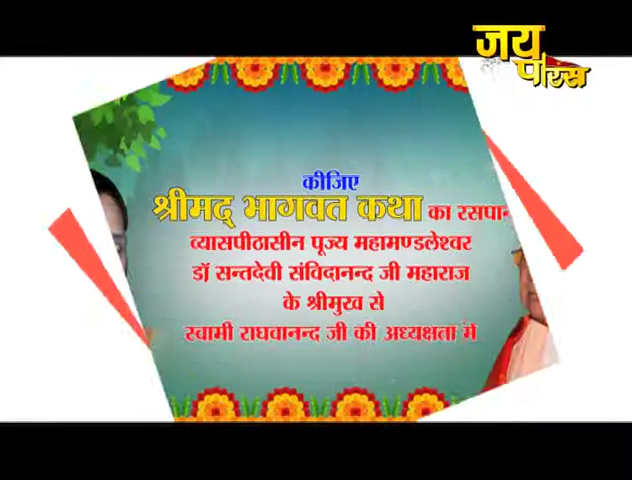 जय
पारस
कीजिए
श्रीमद् भागवत कथा का रसपान
व्यासपीठासीन पूज्य महामण्डलेश्वर
डॉ सन्तदेवी संविदानन्द जी महाराज
के श्रीमुख से
स्वामी राघवानन्द जी की अध्यक्षता में